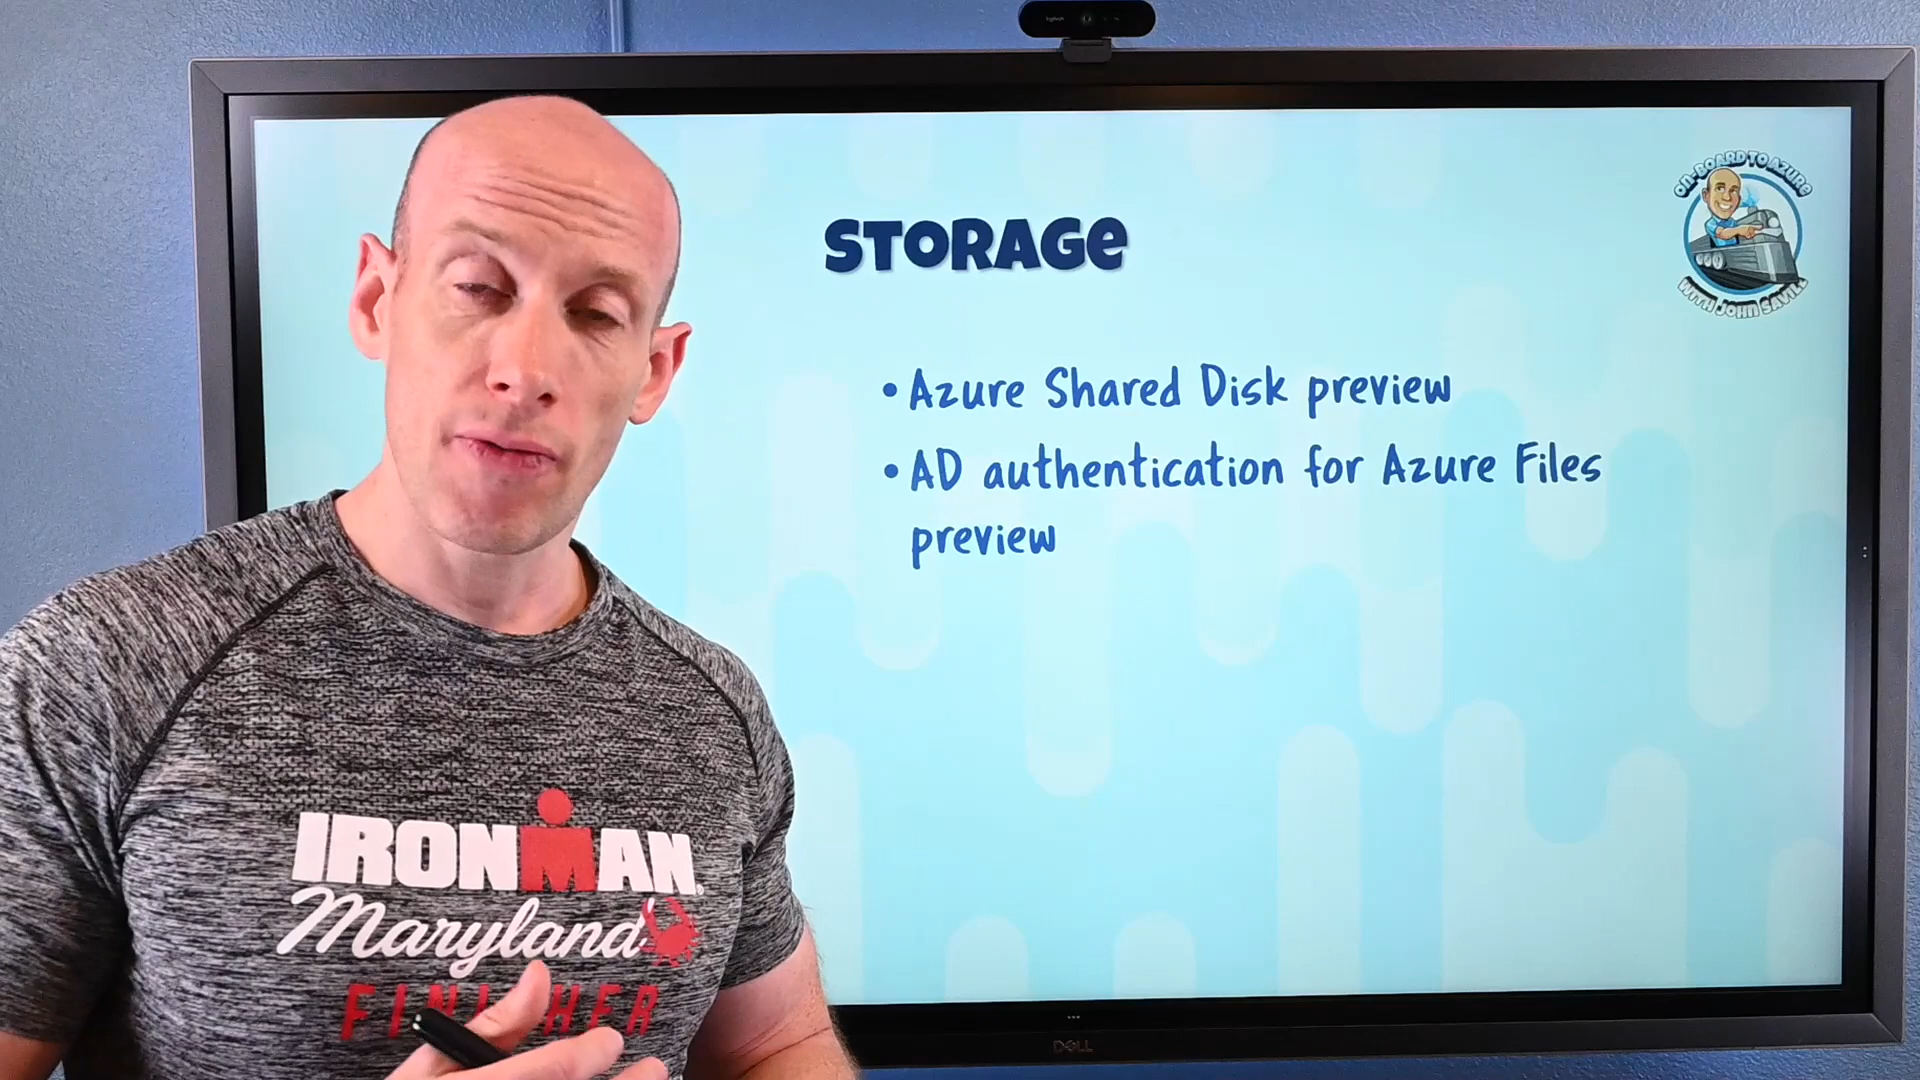 STORAGE
ON-BOARD TO AZURE
WITH JOHN SAVILL
•Azure Shared Disk preview
•AD authentication for Azure Files
preview
IRONMAN
Maryland
DELL